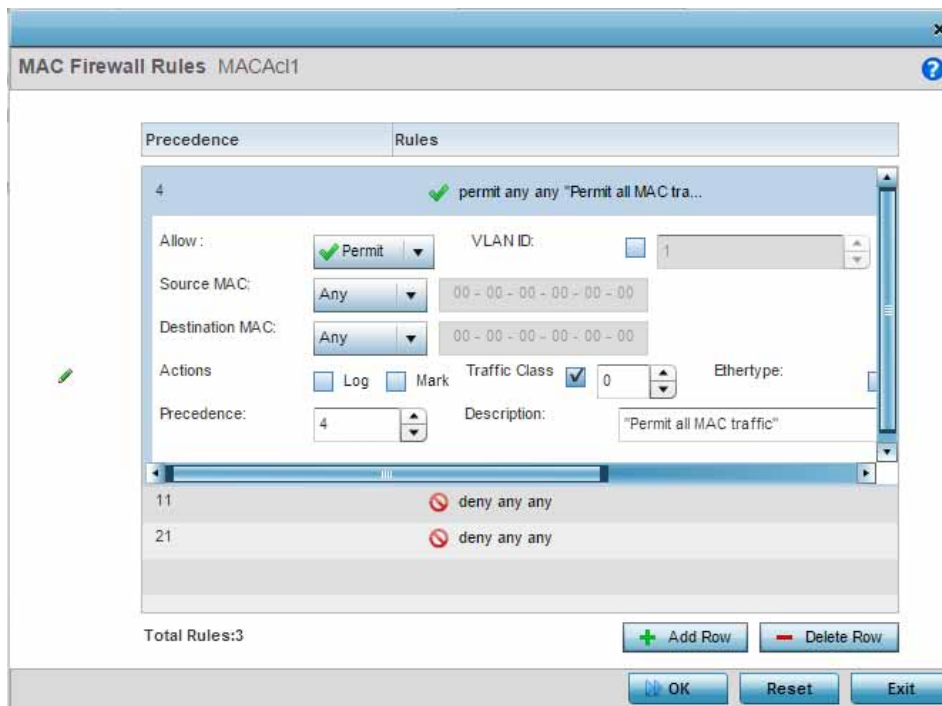 MAC Firewall Rules MACAcl1
Precedence Rules
4 permit any any "Permit all MAC tra...
Allow : Permit VLAN ID: 1
Source MAC: Any 00 - 00 - 00 - 00 - 00 - 00
Destination MAC: Any 00 - 00 - 00 - 00 - 00 - 00
Actions Log Mark Traffic Class 0 Ethertype:
Precedence: 4 Description: "Permit all MAC traffic"
11 deny any any
21 deny any any
Total Rules:3 Add Row Delete Row
OK Reset Exit